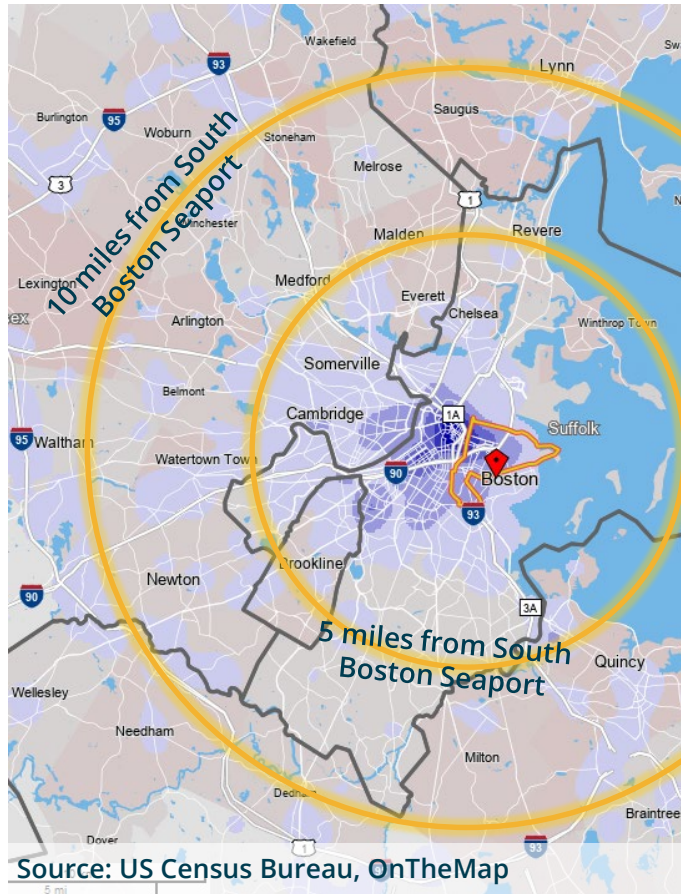 Wakefield
Lynn
93
Burlington
95
Woburn
Saugus
Stoneham
3
Melrose
1
10 miles from South
Boston Seaport
Winchester
Malden
Revere
Lexington
Medford
Everett
Chelsea
Arlington
Winthrop Town
Somerville
Belmont
Cambridge
1A
Suffolk
95
Waltham
Watertown Town
90
Boston
93
Brookline
Newton
90
3A
5 miles from South
Boston Seaport
Quincy
Wellesley
Needham
Milton
Dedham
Braintree
Dover
1
93
Source: US Census Bureau, OnTheMap
5 mi